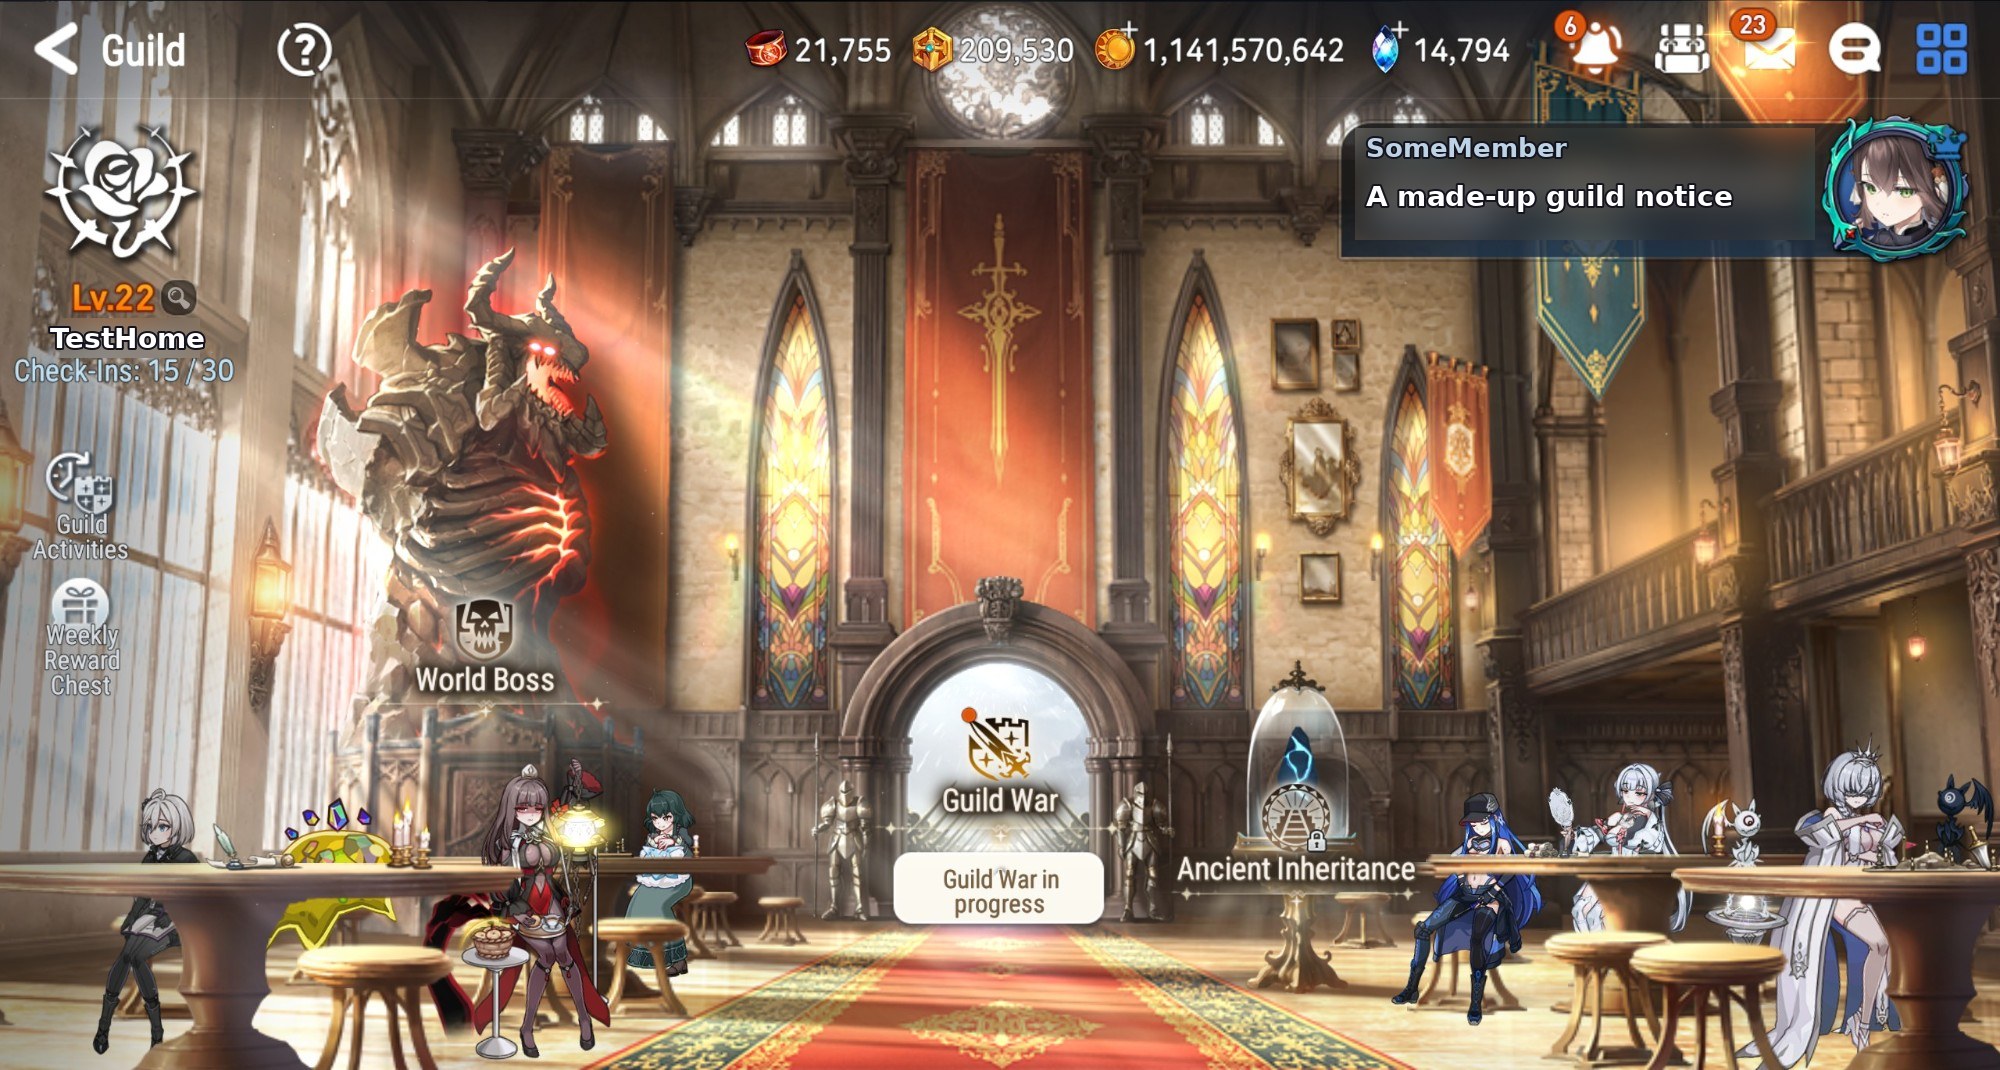 Guild
21,755
209,530
1,141,570,642
14,794
6
23
SomeMember
A made-up guild notice
Lv.22
TestHome
Check-Ins: 15 / 30
Guild
Activities
Weekly
Reward
Chest
World Boss
Guild War
Guild War in
progress
Ancient Inheritance